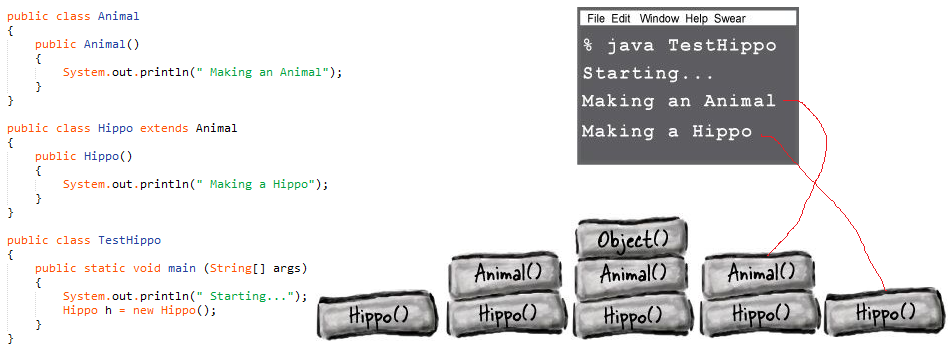 public class Animal
{
    public Animal()
    {
        System.out.println(" Making an Animal");
    }
}
public class Hippo extends Animal
{
    public Hippo()
    {
        System.out.println(" Making a Hippo");
    }
}
public class TestHippo
{
    public static void main (String[] args)
    {
        System.out.println(" Starting...");
        Hippo h = new Hippo();
    }
}
File Edit Window Help Swear
% java TestHippo
Starting...
Making an Animal
Making a Hippo
Hippo()
Animal()
Hippo()
Object()
Animal()
Hippo()
Animal()
Hippo()
Hippo()